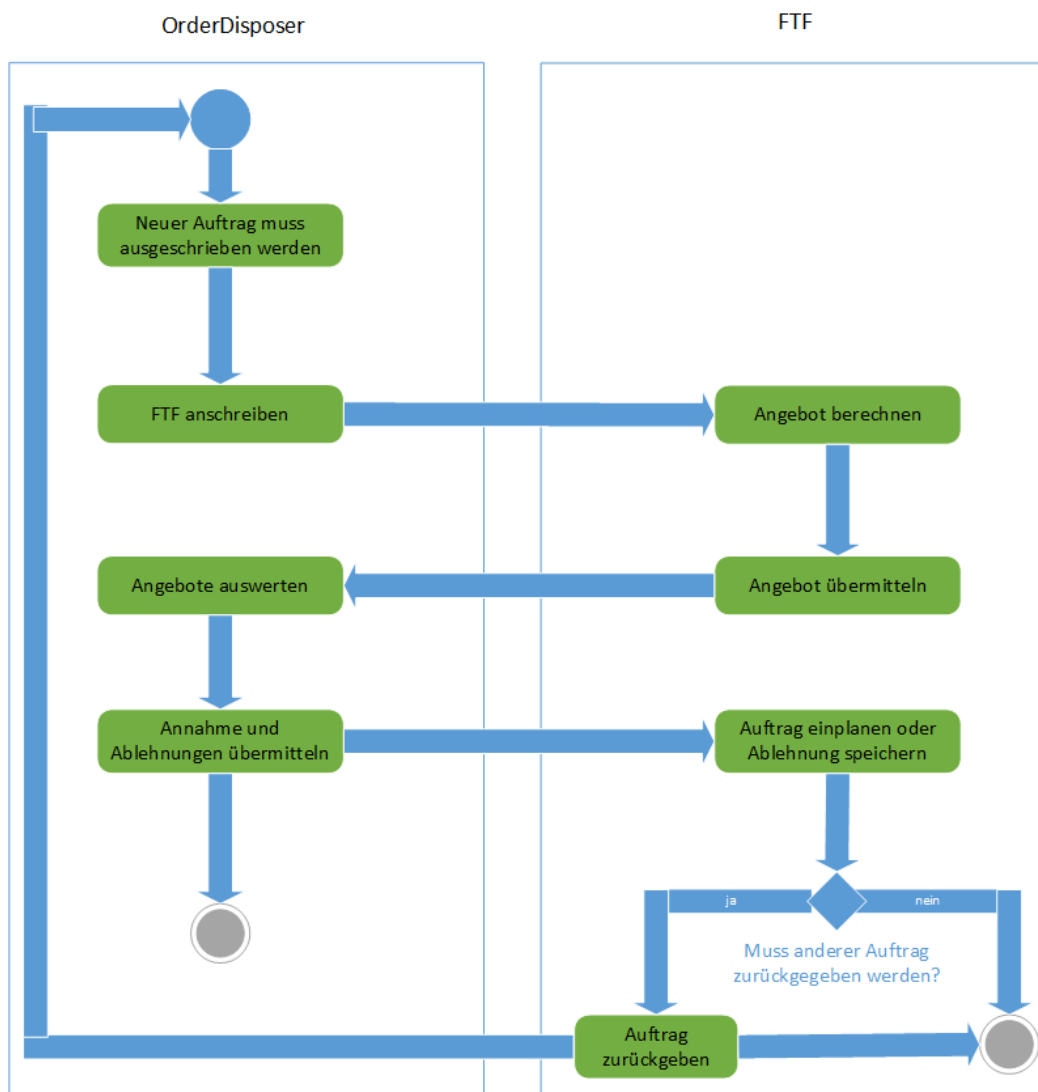 OrderDisposer
FTF
Neuer Auftrag muss
ausgeschrieben werden
FTF anschreiben
Angebot berechnen
Angebote auswerten
Angebot übermitteln
Annahme und
Ablehnungen übermitteln
Auftrag einplanen oder
Ablehnung speichern
ja
nein
Muss anderer Auftrag
zurückgegeben werden?
Auftrag
zurückgeben